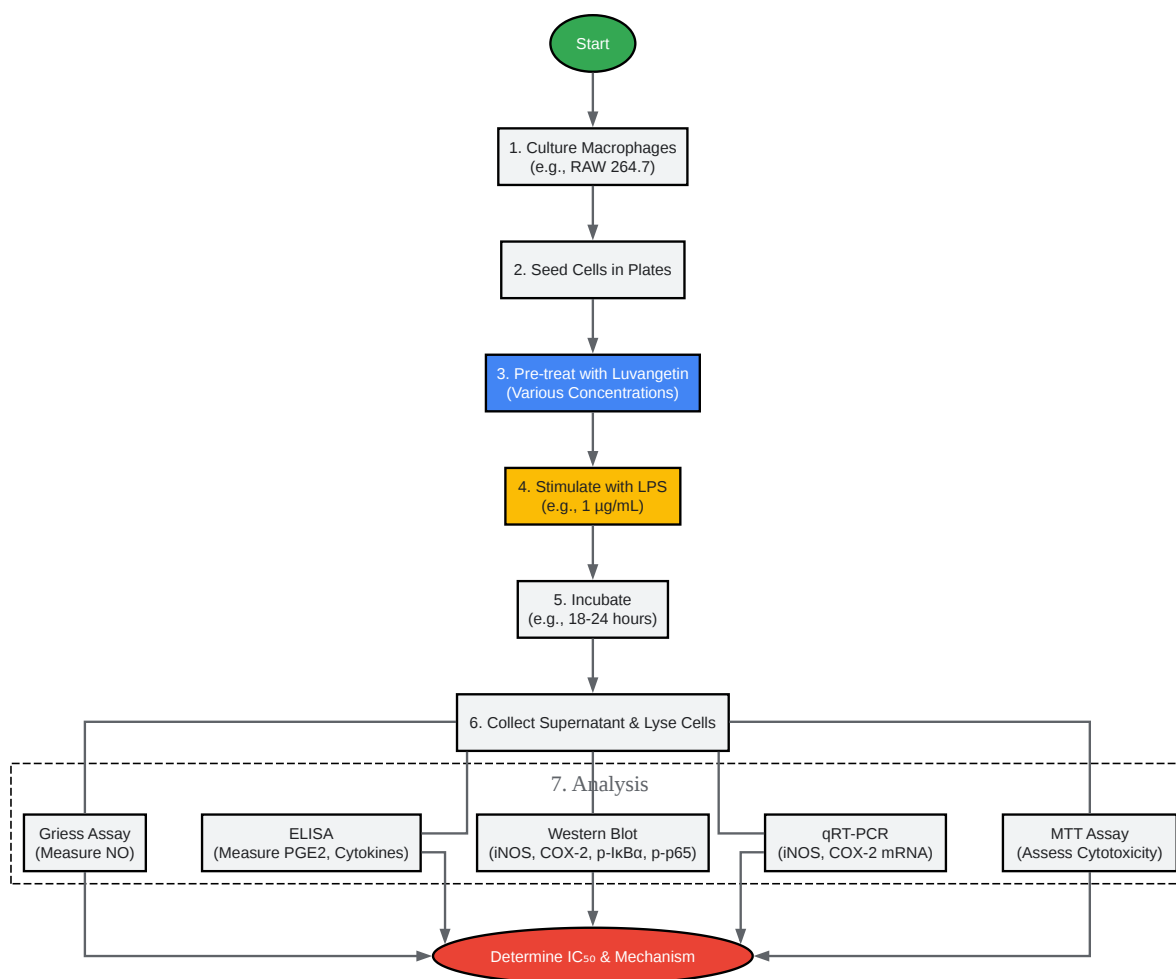 Start
1. Culture Macrophages
(e.g., RAW 264.7)
2. Seed Cells in Plates
3. Pre-treat with Luvangetin
(Various Concentrations)
4. Stimulate with LPS
(e.g., 1 µg/mL)
5. Incubate
(e.g., 18-24 hours)
6. Collect Supernatant & Lyse Cells
7. Analysis
Griess Assay
(Measure NO)
ELISA
(Measure PGE2, Cytokines)
Western Blot
(iNOS, COX-2, p-IκBα, p-p65)
qRT-PCR
(iNOS, COX-2 mRNA)
MTT Assay
(Assess Cytotoxicity)
Determine IC₅₀ & Mechanism